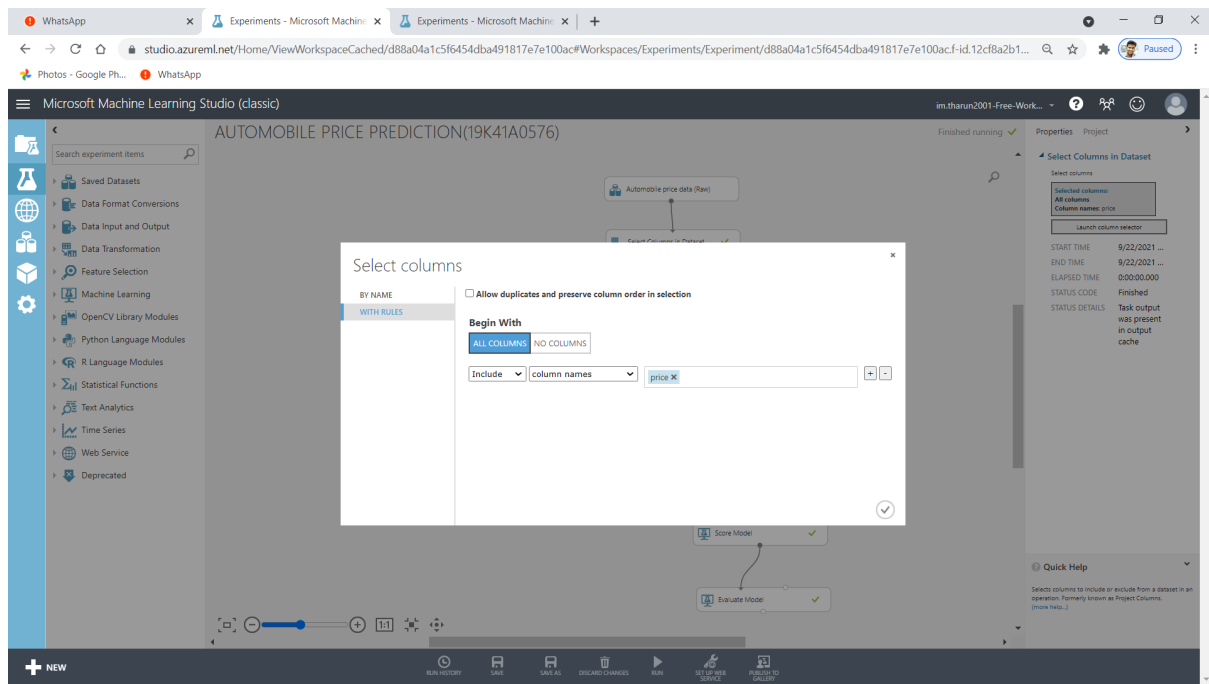 WhatsApp
Experiments - Microsoft Machine
Experiments - Microsoft Machine
studio.azureml.net/Home/ViewWorkspaceCached/d88a04a1c5f6454dba491817e7e100ac#Workspaces/Experiments/Experiment/d88a04a1c5f6454dba491817e7e100ac.f-id.12cf8a2b1...
Paused
Photos - Google Ph...
WhatsApp
Microsoft Machine Learning Studio (classic)
im.tharun2001-Free-Work...
Search experiment items
Saved Datasets
Data Format Conversions
Data Input and Output
Data Transformation
Feature Selection
Machine Learning
OpenCV Library Modules
Python Language Modules
R Language Modules
Statistical Functions
Text Analytics
Time Series
Web Service
Deprecated
AUTOMOBILE PRICE PREDICTION(19K41A0576)
Finished running
Automobile price data (Raw)
Select Columns in Dataset
Select columns
BY NAME
WITH RULES
Allow duplicates and preserve column order in selection
Begin With
ALL COLUMNS NO COLUMNS
Include column names price
+ -
Score Model
Evaluate Model
1:1
Properties Project
Select Columns in Dataset
Select columns
Selected columns:
All columns
Column names: price
Launch column selector
START TIME 9/22/2021 ...
END TIME 9/22/2021 ...
ELAPSED TIME 0:00:00.000
STATUS CODE Finished
STATUS DETAILS Task output
was present
in output
cache
Quick Help
Selects columns to include or exclude from a dataset in an
operation. Formerly known as Project Columns.
(more help...)
NEW
RUN HISTORY
SAVE
SAVE AS
DISCARD CHANGES
RUN
SET UP WEB
SERVICE
PUBLISH TO
GALLERY